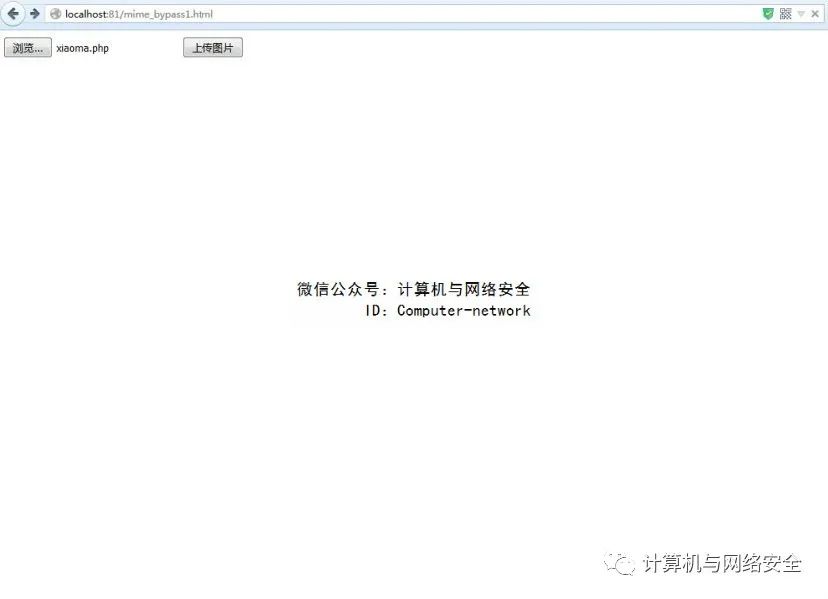 localhost:81/mime_bypass1.html
浏览... xiaoma.php 上传图片
微信公众号：计算机与网络安全
ID：Computer-network
计算机与网络安全